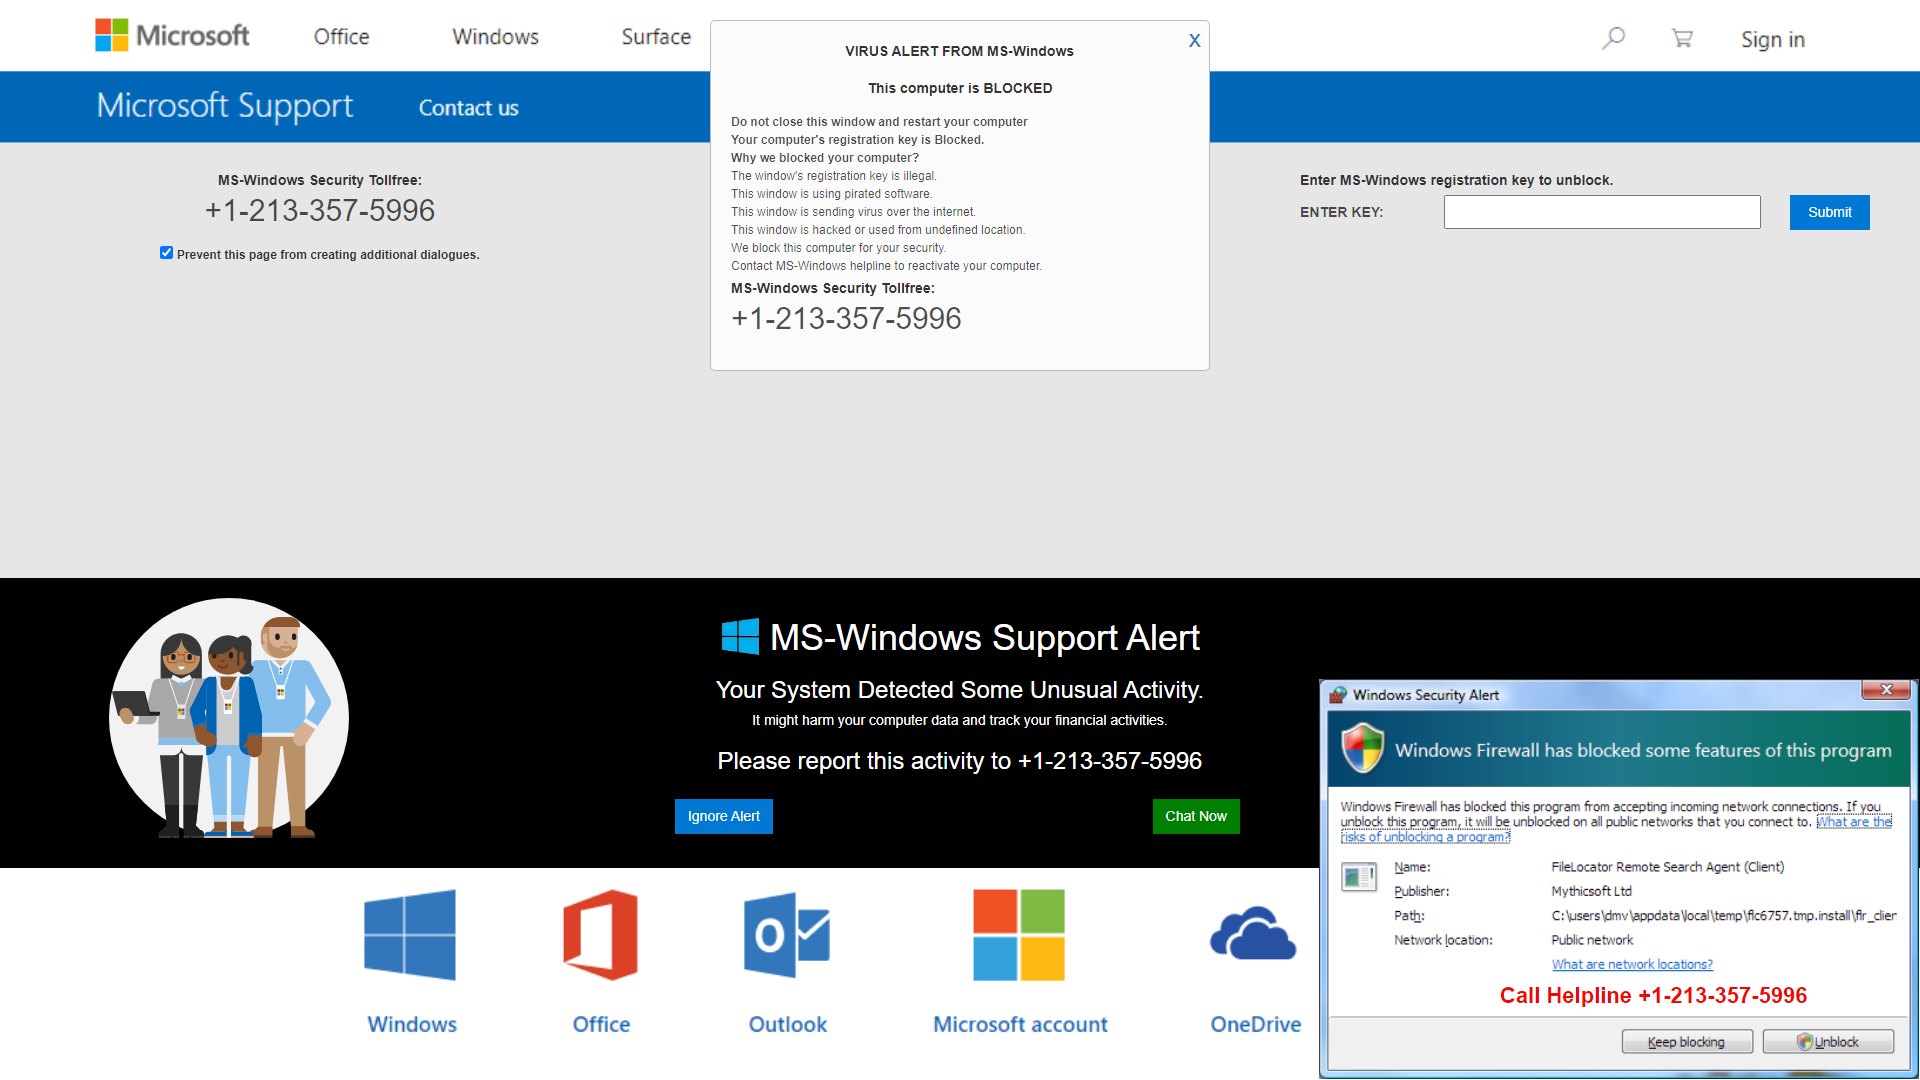 Microsoft
Office
Windows
Surface
Sign in
Microsoft Support
Contact us
X
VIRUS ALERT FROM MS-Windows
This computer is BLOCKED
Do not close this window and restart your computer
Your computer's registration key is Blocked.
Why we blocked your computer?
The window's registration key is illegal.
This window is using pirated software.
This window is sending virus over the internet.
This window is hacked or used from undefined location.
We block this computer for your security.
Contact MS-Windows helpline to reactivate your computer.
MS-Windows Security Tollfree:
+1-213-357-5996
MS-Windows Security Tollfree:
+1-213-357-5996
Prevent this page from creating additional dialogues.
Enter MS-Windows registration key to unblock.
ENTER KEY:
Submit
MS-Windows Support Alert
Your System Detected Some Unusual Activity.
It might harm your computer data and track your financial activities.
Please report this activity to +1-213-357-5996
Ignore Alert
Chat Now
Windows
Office
Outlook
Microsoft account
OneDrive
Windows Security Alert
X
Windows Firewall has blocked some features of this program
Windows Firewall has blocked this program from accepting incoming network connections. If you
unblock this program, it will be unblocked on all public networks that you connect to. What are the
risks of unblocking a program?
Name: FileLocator Remote Search Agent (Client)
Publisher: Mythicsoft Ltd
Path: C:\users\dmv\appdata\local\temp\flc6757.tmp.install\flr_clien
Network location: Public network
What are network locations?
Call Helpline +1-213-357-5996
Keep blocking
Unblock